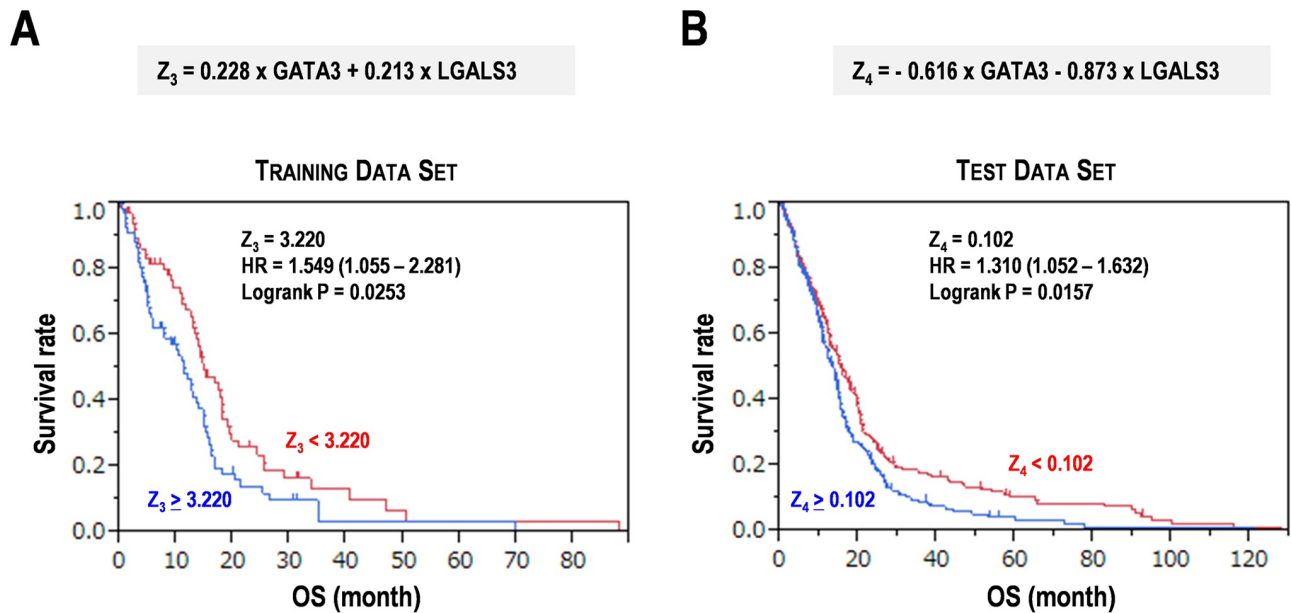 A
B
Z3 = 0.228 x GATA3 + 0.213 x LGALS3
Z4 = - 0.616 x GATA3 - 0.873 x LGALS3
TRAINING DATA SET
Survival rate
1.0
0.8
0.6
0.4
0.2
0.0
Z3 = 3.220
HR = 1.549 (1.055 – 2.281)
Logrank P = 0.0253
Z3 < 3.220
Z3 ≥ 3.220
0 10 20 30 40 50 60 70 80
OS (month)
TEST DATA SET
Survival rate
1.0
0.8
0.6
0.4
0.2
0.0
Z4 = 0.102
HR = 1.310 (1.052 – 1.632)
Logrank P = 0.0157
Z4 < 0.102
Z4 ≥ 0.102
0 20 40 60 80 100 120
OS (month)